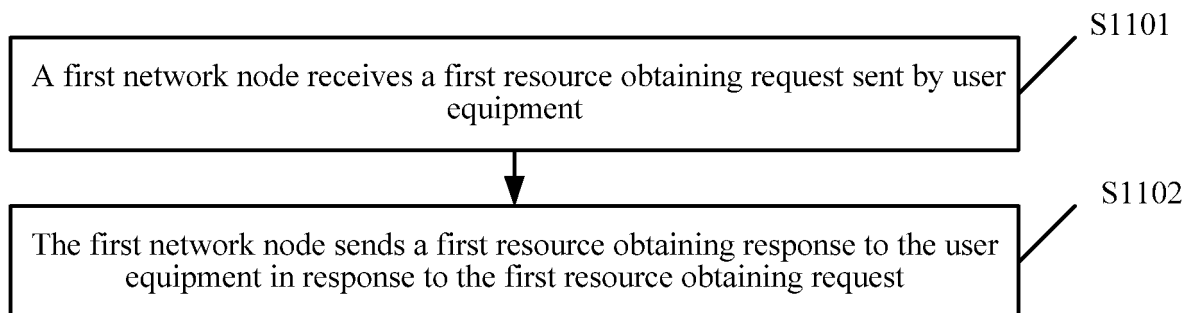 S1101
A first network node receives a first resource obtaining request sent by user
equipment
S1102
The first network node sends a first resource obtaining response to the user
equipment in response to the first resource obtaining request